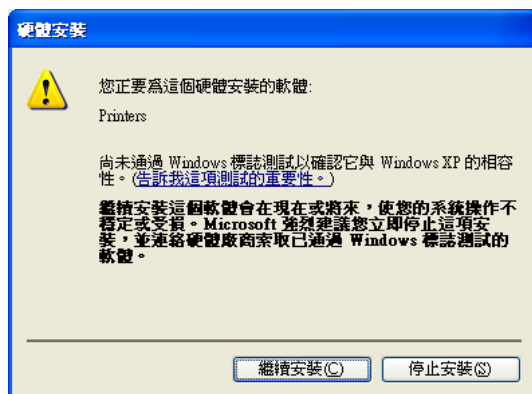 硬體安裝
您正要為這個硬體安裝的軟體:
Printers
尚未通過 Windows 標誌測試以確認它與 Windows XP 的相容
性。(告訴我這項測試的重要性。)
繼續安裝這個軟體會在現在或將來，使您的系統操作不
穩定或受損。Microsoft 強烈建議您立即停止這項安
裝，並連絡硬體廠商索取已通過 Windows 標誌測試的
軟體。
繼續安裝(C)
停止安裝(S)